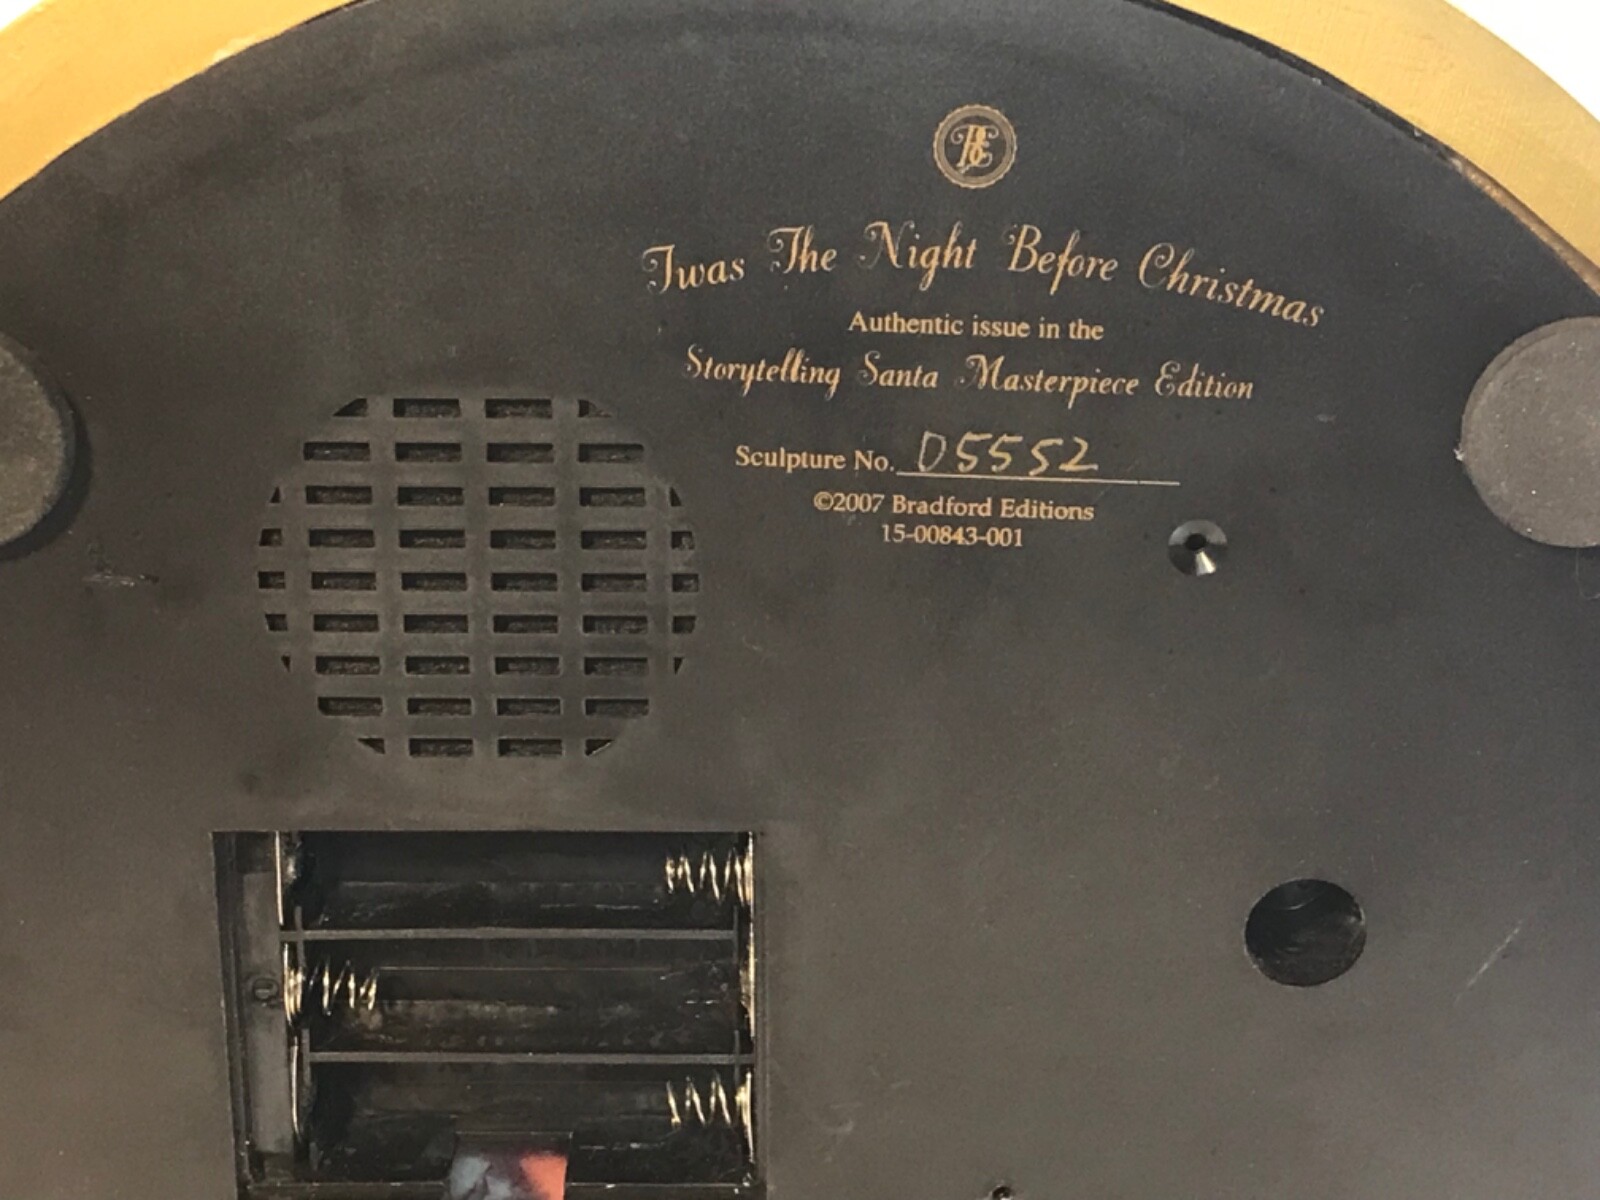 BE
Twas The Night Before Christmas
Authentic issue in the
Storytelling Santa Masterpiece Edition
Sculpture No. D5552
©2007 Bradford Editions
15-00843-001